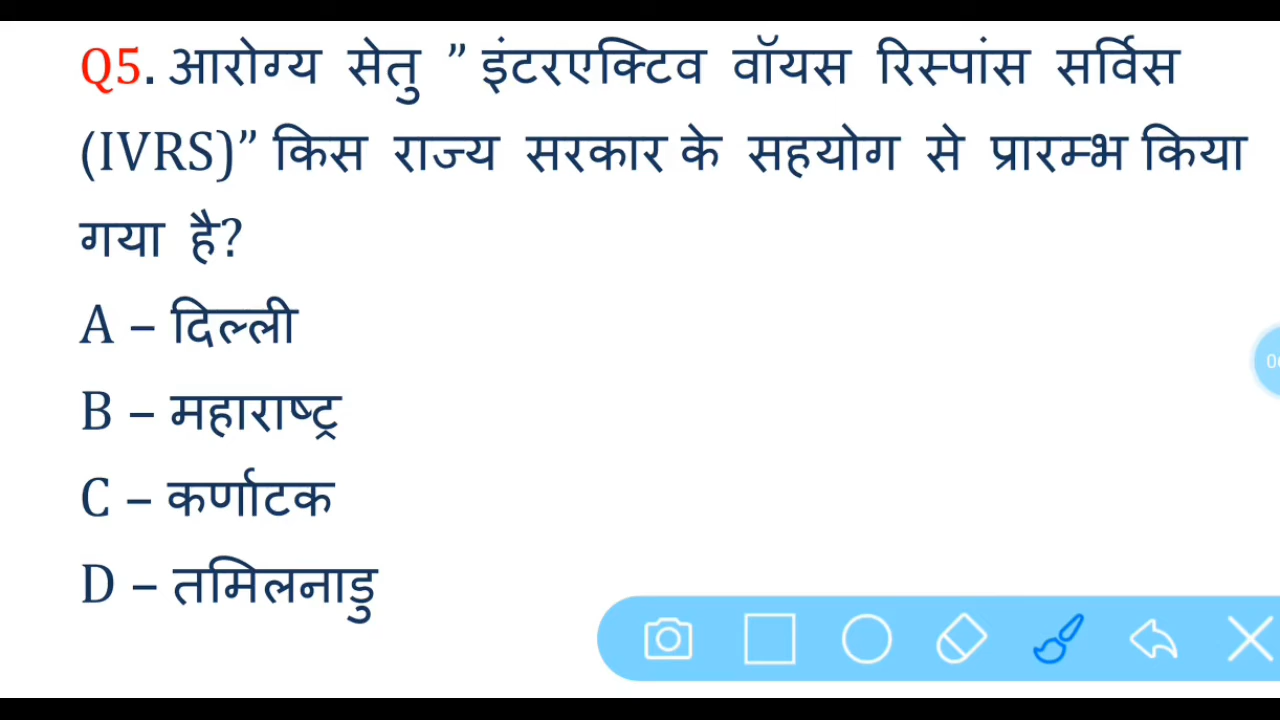 Q5. आरोग्य सेतु ” इंटरएक्टिव वॉयस रिस्पांस सर्विस
(IVRS)” किस राज्य सरकार के सहयोग से प्रारम्भ किया
गया है?
A – दिल्ली
B – महाराष्ट्र
C – कर्णाटक
D – तमिलनाडु